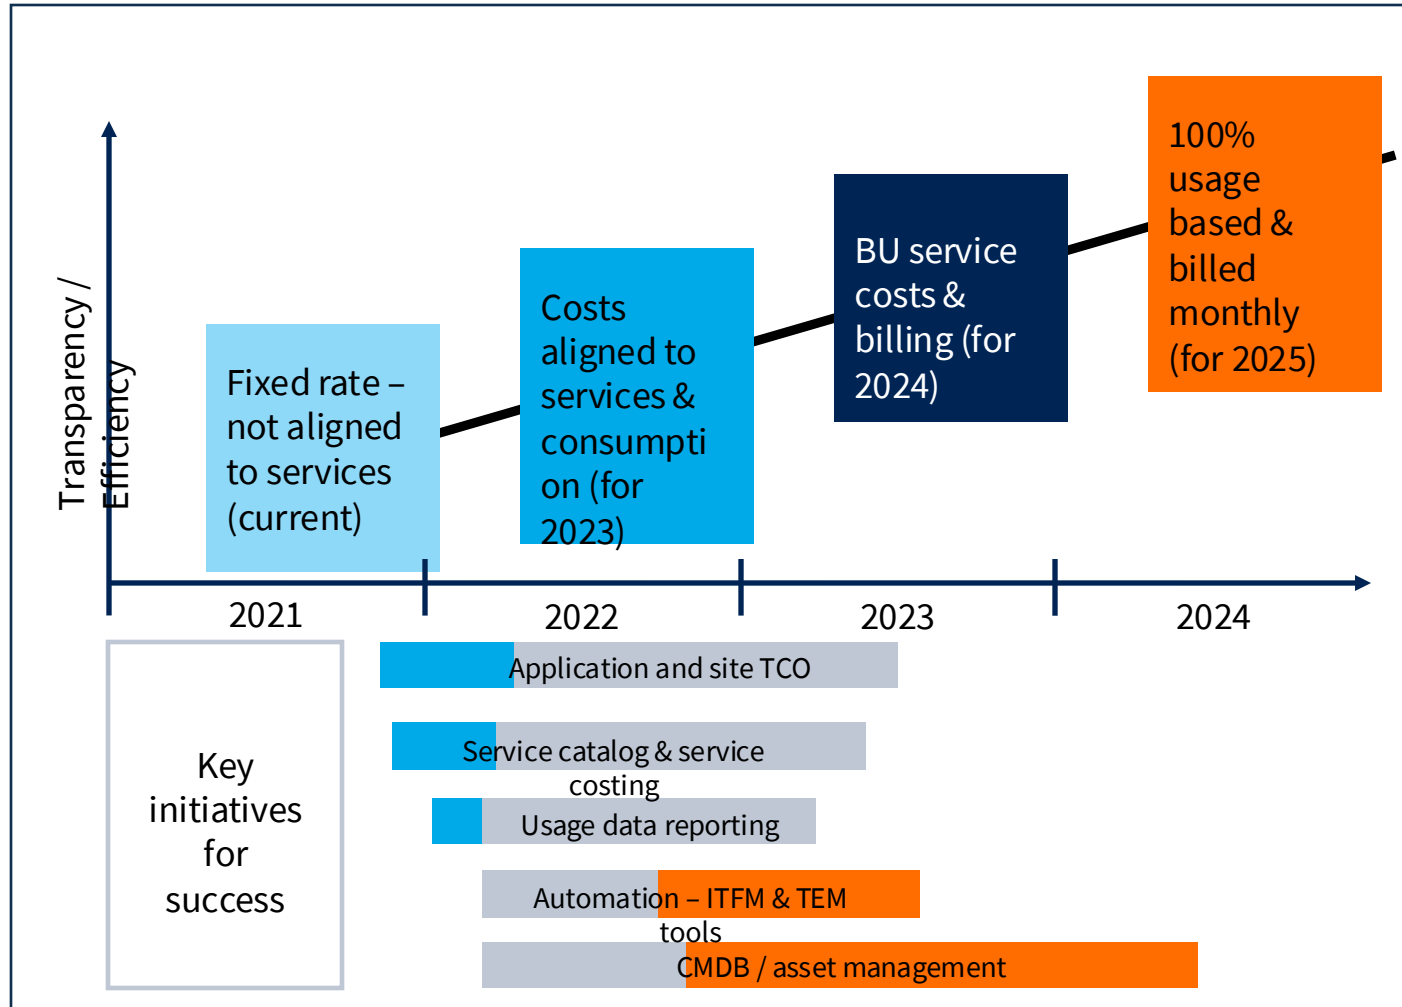 Transparency /
Efficiency
Fixed rate –
not aligned
to services
(current)
Costs
aligned to
services &
consumpti
on (for
2023)
BU service
costs &
billing (for
2024)
100%
usage
based &
billed
monthly
(for 2025)
2021
2022
2023
2024
Key
initiatives
for
success
Application and site TCO
Service catalog & service
costing
Usage data reporting
Automation – ITFM & TEM
tools
CMDB / asset management